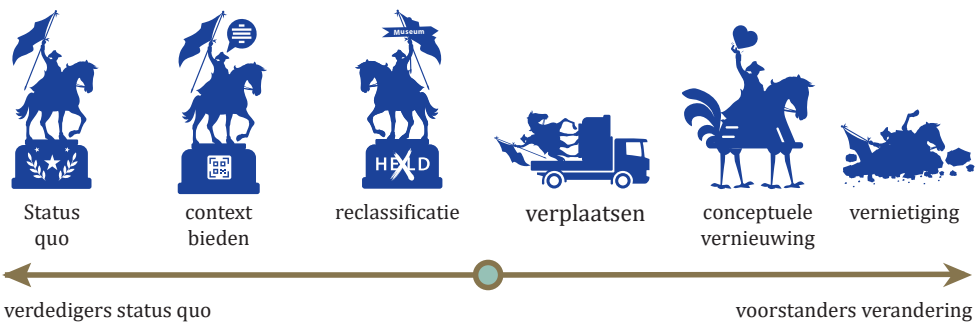 Museum
HELD
Status
quo
context
bieden
reclassificatie
verplaatsen
conceptuele
vernieuwing
vernietiging
verdedigers status quo
voorstanders verandering